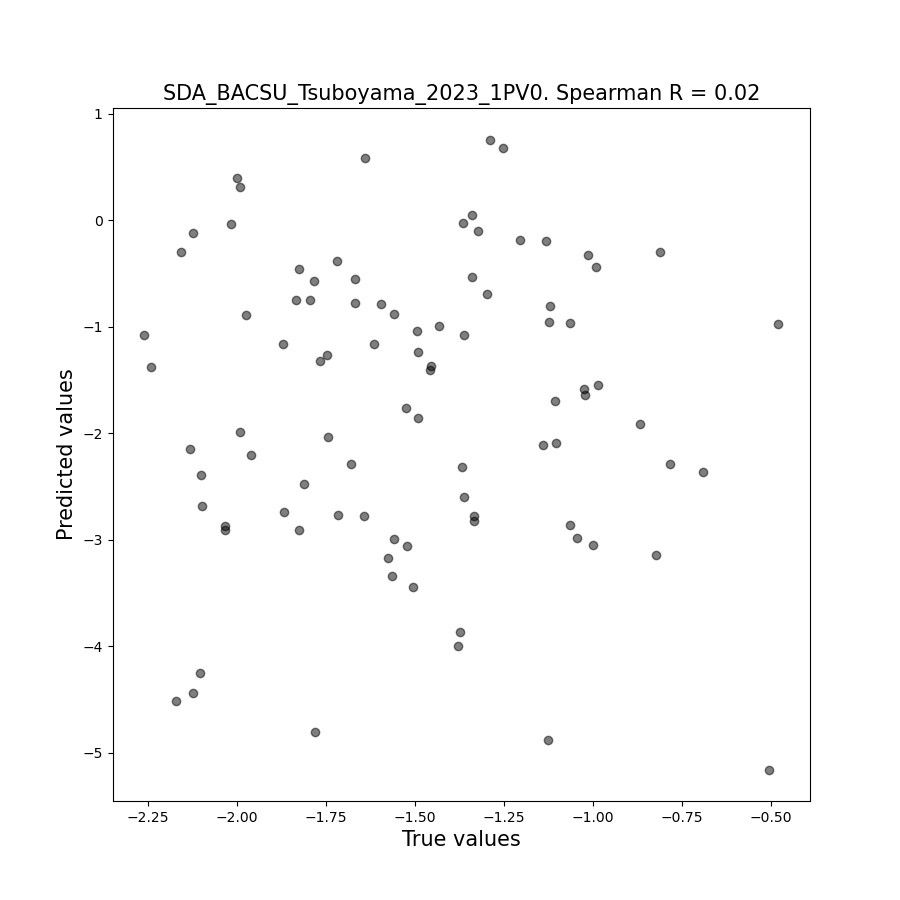 SDA_BACSU_Tsuboyama_2023_1PV0. Spearman R = 0.02
1
0
−1
−2
−3
−4
−5
Predicted values
−2.25 −2.00 −1.75 −1.50 −1.25 −1.00 −0.75 −0.50
True values